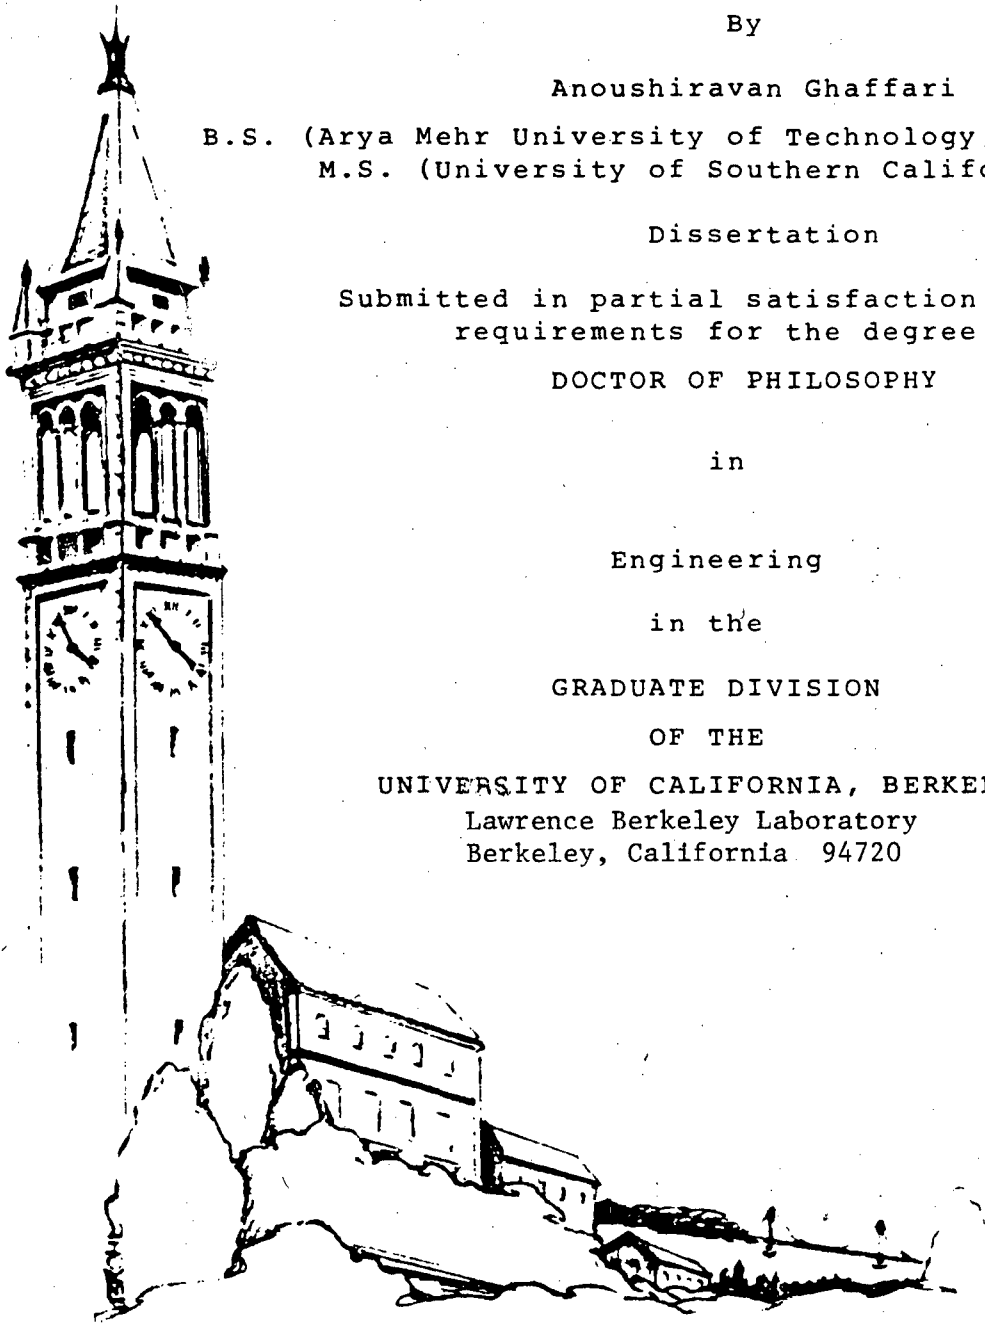 By
Anoushiravan Ghaffari
B.S. (Arya Mehr University of Technology
M.S. (University of Southern Califo
Dissertation
Submitted in partial satisfaction
requirements for the degree
DOCTOR OF PHILOSOPHY
in
Engineering
in the
GRADUATE DIVISION
OF THE
UNIVERSITY OF CALIFORNIA, BERKE
Lawrence Berkeley Laboratory
Berkeley, California 94720